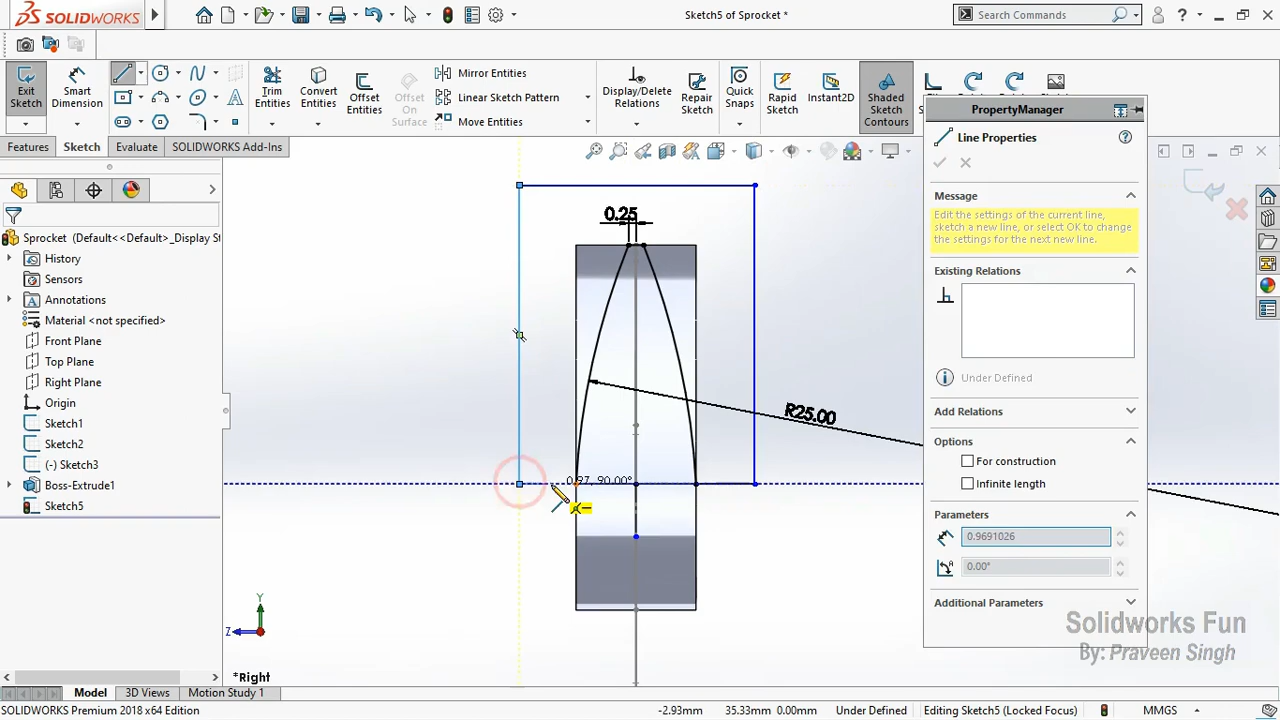 SOLIDWORKS
Sketch5 of Sprocket *
Search Commands
?
Exit Sketch
Smart Dimension
Trim Entities
Convert Entities
Offset Entities
Offset On Surface
Mirror Entities
Linear Sketch Pattern
Move Entities
Display/Delete Relations
Repair Sketch
Quick Snaps
Rapid Sketch
Instant2D
Shaded Sketch Contours
Features
Sketch
Evaluate
SOLIDWORKS Add-Ins
Sprocket (Default<<Default>_Display St
History
Sensors
Annotations
Material <not specified>
Front Plane
Top Plane
Right Plane
Origin
Sketch1
Sketch2
(-) Sketch3
Boss-Extrude1
Sketch5
0.25
R25.00
Y
Z
*Right
PropertyManager
Line Properties
Message
Edit the settings of the current line,
sketch a new line, or select OK to change
the settings for the next new line.
Existing Relations
Under Defined
Add Relations
Options
For construction
Infinite length
Parameters
0.9691026
0.00°
Additional Parameters
Solidworks Fun
By: Praveen Singh
Model
3D Views
Motion Study 1
SOLIDWORKS Premium 2018 x64 Edition
-2.93mm
35.33mm 0.00mm
Under Defined
Editing Sketch5 (Locked Focus)
MMGS